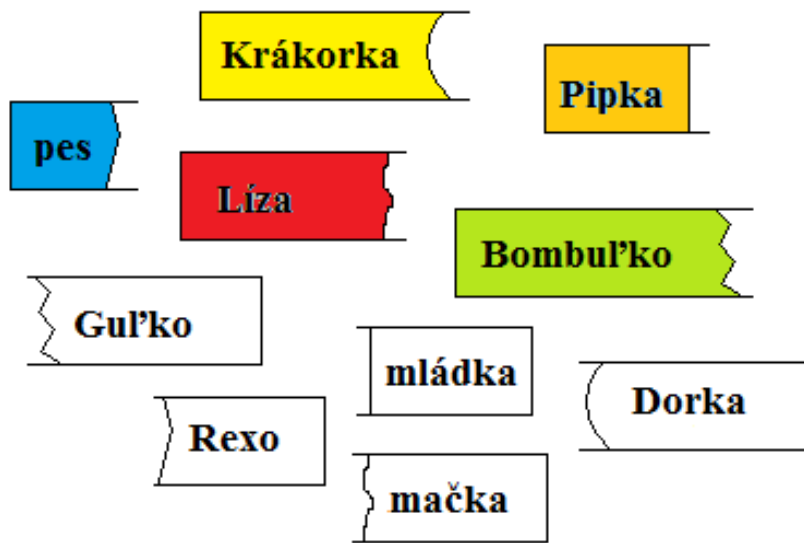 Krákorka
Pipka
pes
Líza
Bombuľko
Guľko
mládka
Dorka
Rexo
mačka